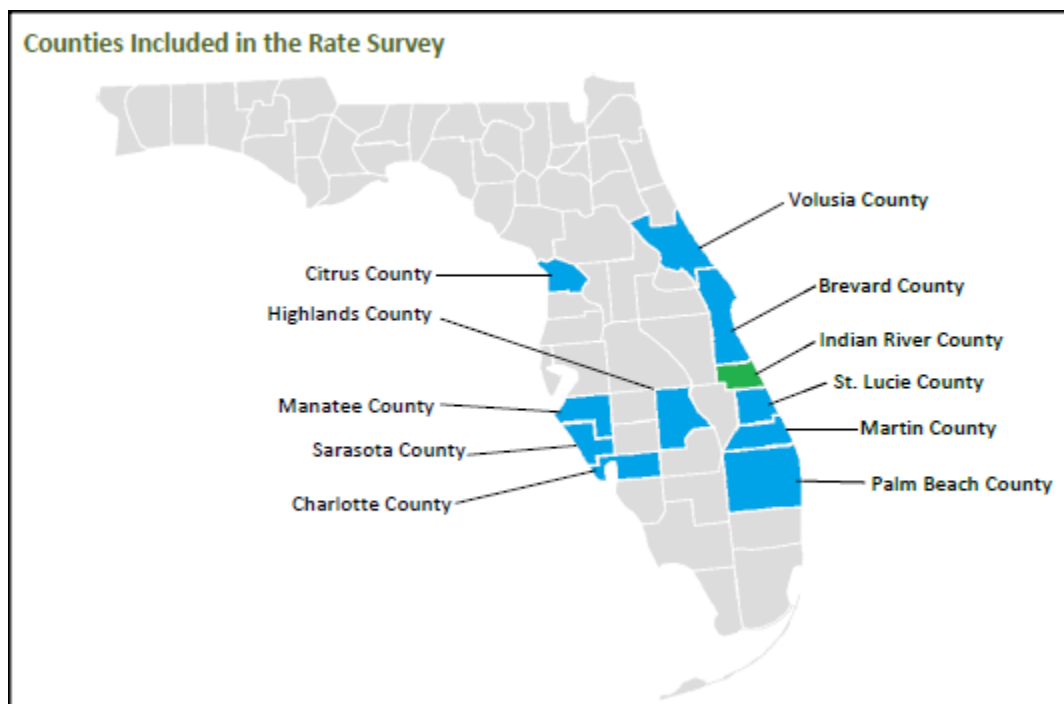 Counties Included in the Rate Survey
Volusia County
Citrus County
Brevard County
Highlands County
Indian River County
St. Lucie County
Manatee County
Martin County
Sarasota County
Palm Beach County
Charlotte County